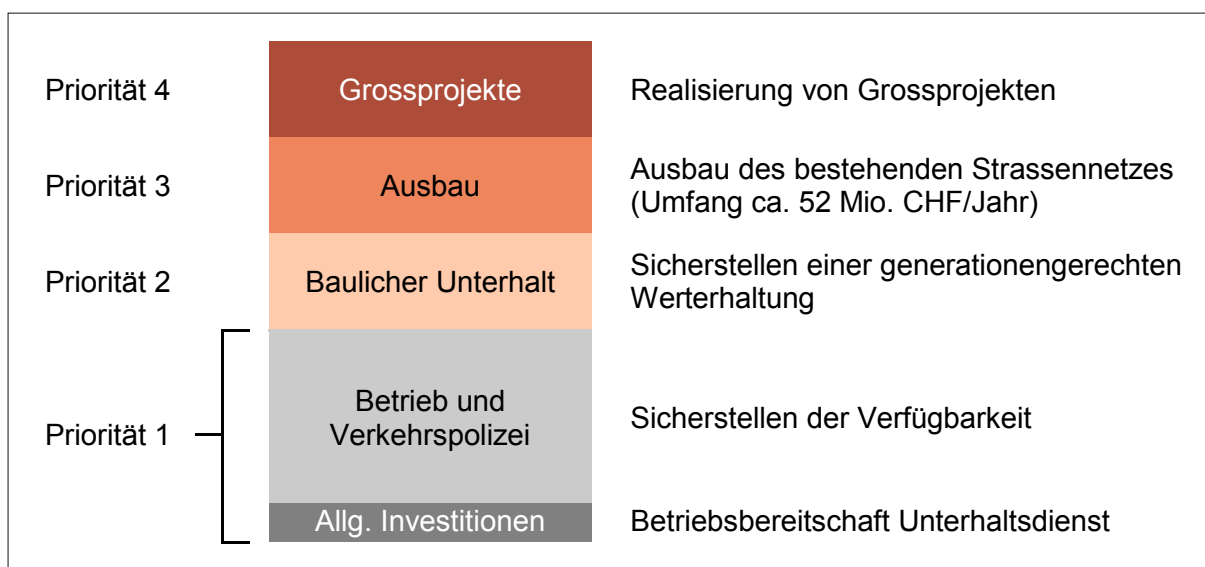 Priorität 4
Grossprojekte
Realisierung von Grossprojekten
Priorität 3
Ausbau
Ausbau des bestehenden Strassennetzes
(Umfang ca. 52 Mio. CHF/Jahr)
Priorität 2
Baulicher Unterhalt
Sicherstellen einer generationengerechten
Werterhaltung
Priorität 1
Betrieb und
Verkehrspolizei
Sicherstellen der Verfügbarkeit
Allg. Investitionen
Betriebsbereitschaft Unterhaltsdienst